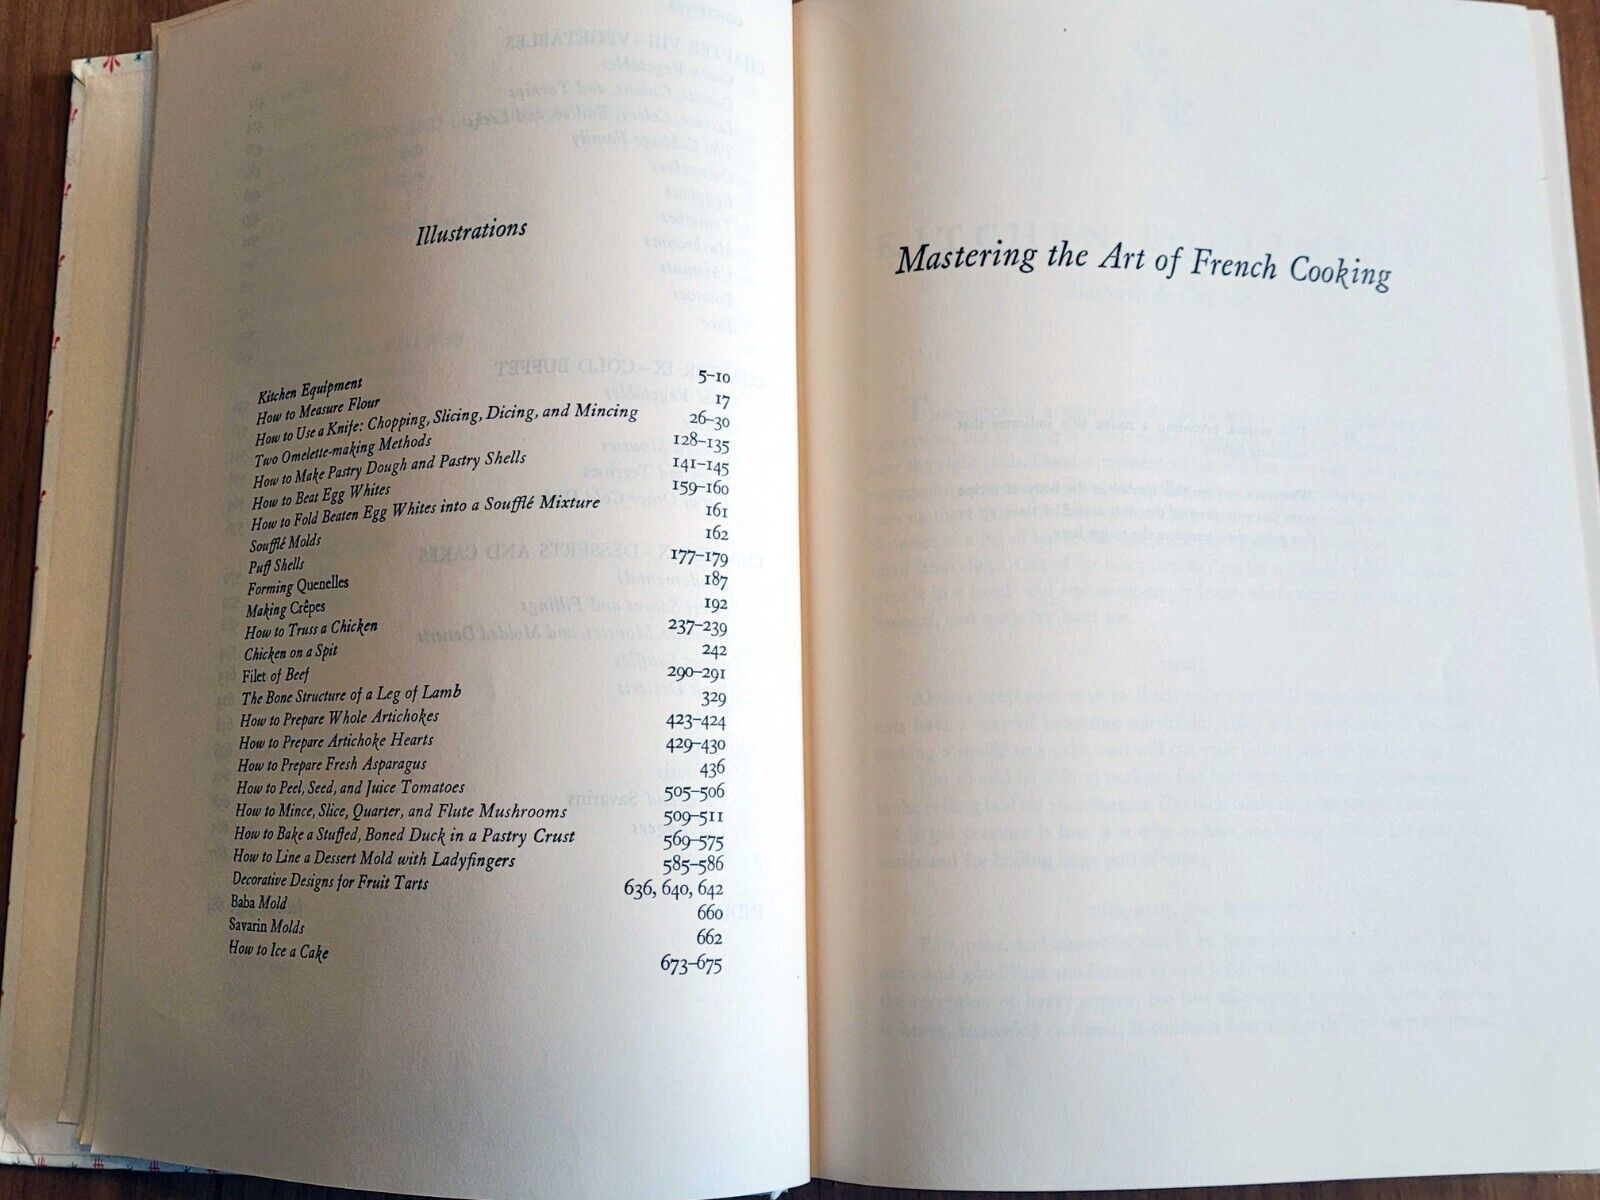 Illustrations
Kitchen Equipment 5–10
How to Measure Flour 17
How to Use a Knife: Chopping, Slicing, Dicing, and Mincing 26–30
Two Omelette-making Methods 128–135
How to Make Pastry Dough and Pastry Shells 141–145
How to Beat Egg Whites 159–160
How to Fold Beaten Egg Whites into a Soufflé Mixture 161
Soufflé Molds 162
Puff Shells 177–179
Forming Quenelles 187
Making Crêpes 192
How to Truss a Chicken 237–239
Chicken on a Spit 242
Filet of Beef 290–291
The Bone Structure of a Leg of Lamb 329
How to Prepare Whole Artichokes 423–424
How to Prepare Artichoke Hearts 429–430
How to Prepare Fresh Asparagus 436
How to Peel, Seed, and Juice Tomatoes 505–506
How to Mince, Slice, Quarter, and Flute Mushrooms 509–511
How to Bake a Stuffed, Boned Duck in a Pastry Crust 569–575
How to Line a Dessert Mold with Ladyfingers 585–586
Decorative Designs for Fruit Tarts 636, 640, 642
Baba Mold 660
Savarin Molds 662
How to Ice a Cake 673–675
Mastering the Art of French Cooking